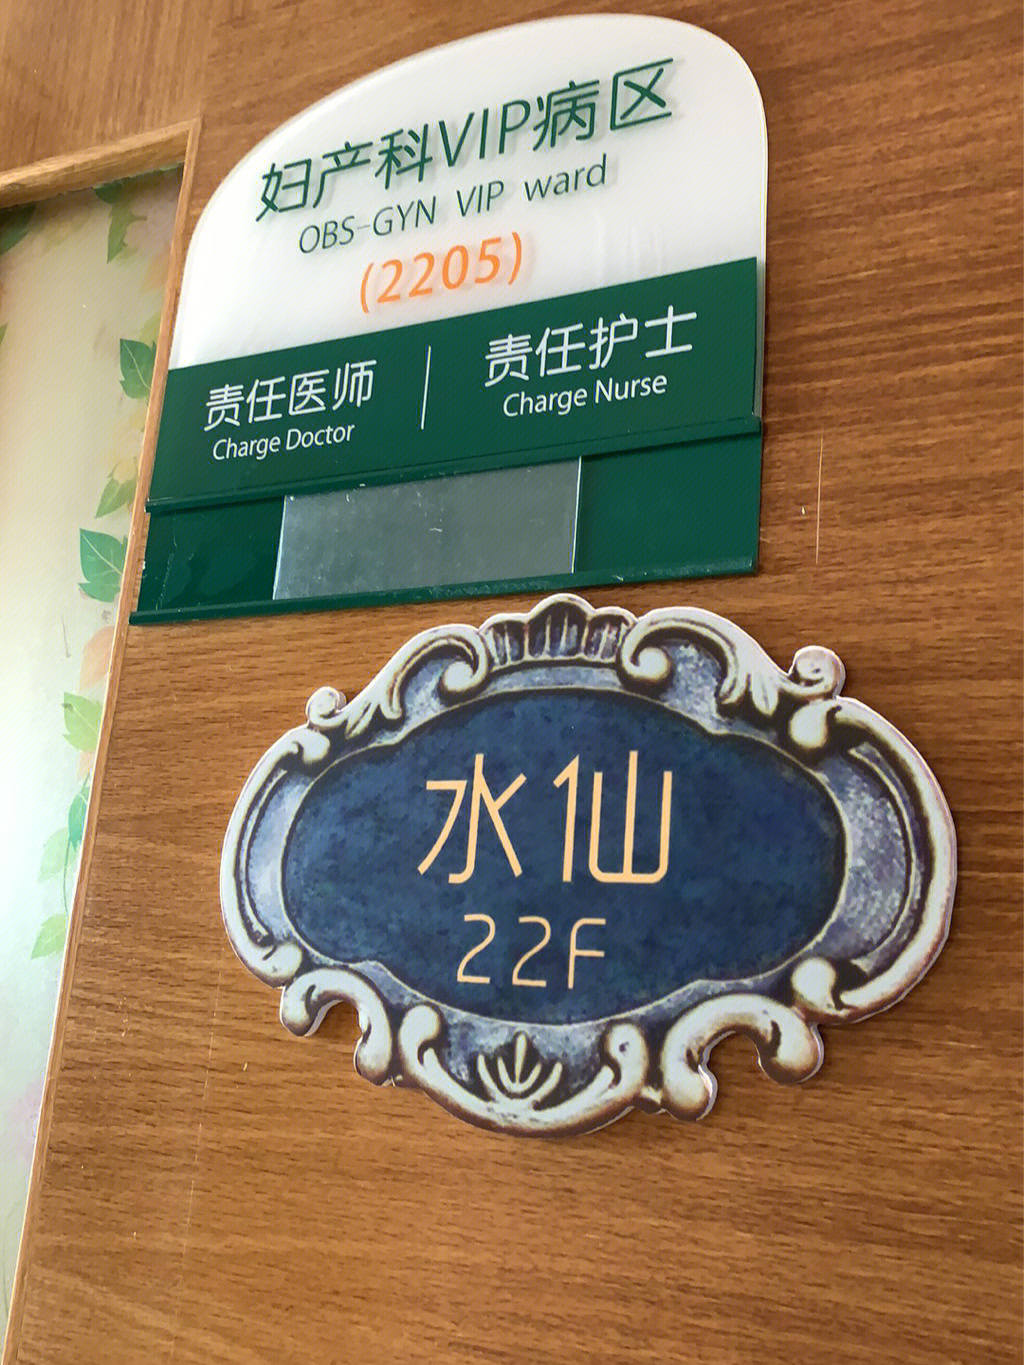 妇产科VIP病区
OBS-GYN VIP ward
(2205)
责任医师
Charge Doctor
责任护士
Charge Nurse
水仙
22F